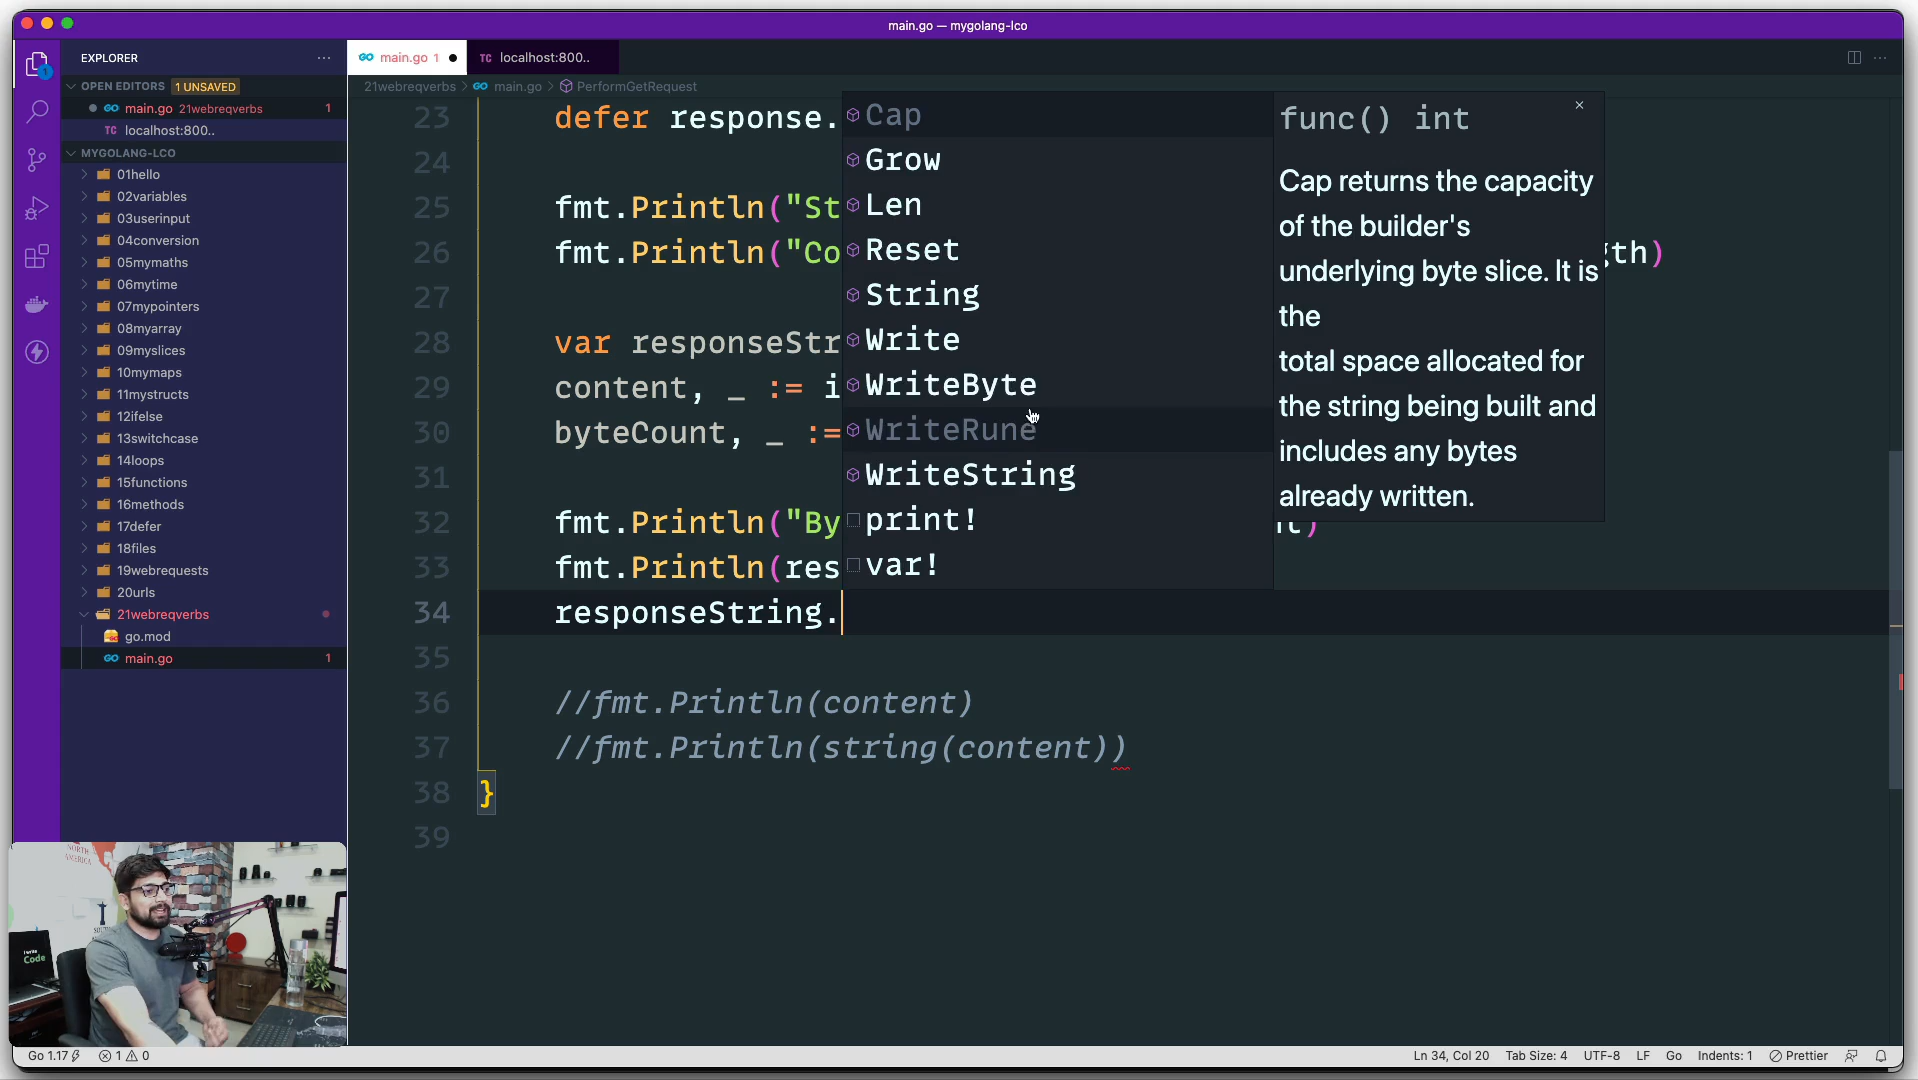 main.go — mygolang-lco
EXPLORER
main.go 1
TC localhost:800..
OPEN EDITORS 1 UNSAVED
21webreqverbs > main.go > PerformGetRequest
main.go 21webreqverbs 1
TC localhost:800..
MYGOLANG-LCO
01hello
02variables
03userinput
04conversion
05mymaths
06mytime
07mypointers
08myarray
09myslices
10mymaps
11mystructs
12ifelse
13switchcase
14loops
15functions
16methods
17defer
18files
19webrequests
20urls
21webreqverbs
go.mod
main.go 1
23 defer response.
24
25 fmt.Println("St
26 fmt.Println("Co gth)
27
28 var responseStr
29 content, _ := i
30 byteCount, _ :=
31
32 fmt.Println("By nt)
33 fmt.Println(res
34 responseString.
35
36 //fmt.Println(content)
37 //fmt.Println(string(content))
38 }
39
Cap
Grow
Len
Reset
String
Write
WriteByte
WriteRune
WriteString
print!
var!
func() int
Cap returns the capacity
of the builder's
underlying byte slice. It is
the
total space allocated for
the string being built and
includes any bytes
already written.
Go 1.17
1 0
Ln 34, Col 20
Tab Size: 4
UTF-8
LF
Go
Indents: 1
Prettier
NORTH
AMERICA
I write
Code